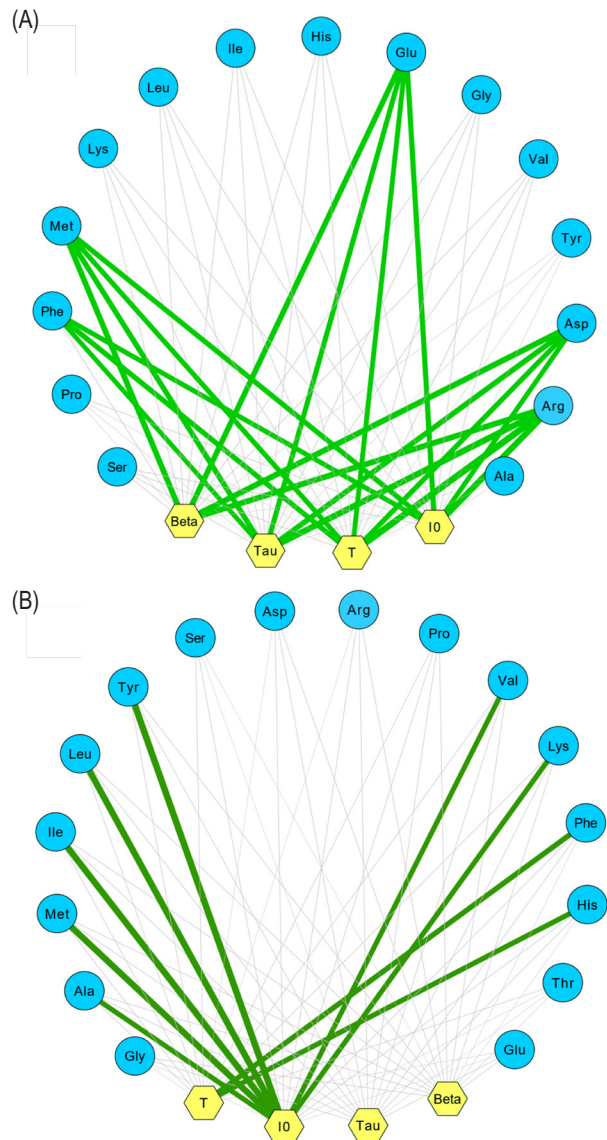 (A)
His
Ile
Glu
Leu
Gly
Lys
Val
Met
Tyr
Phe
Asp
Pro
Arg
Ser
Ala
Beta
Tau
T
I0
(B)
Asp
Arg
Ser
Pro
Tyr
Val
Leu
Lys
Ile
Phe
Met
His
Ala
Thr
Gly
Glu
T
I0
Tau
Beta